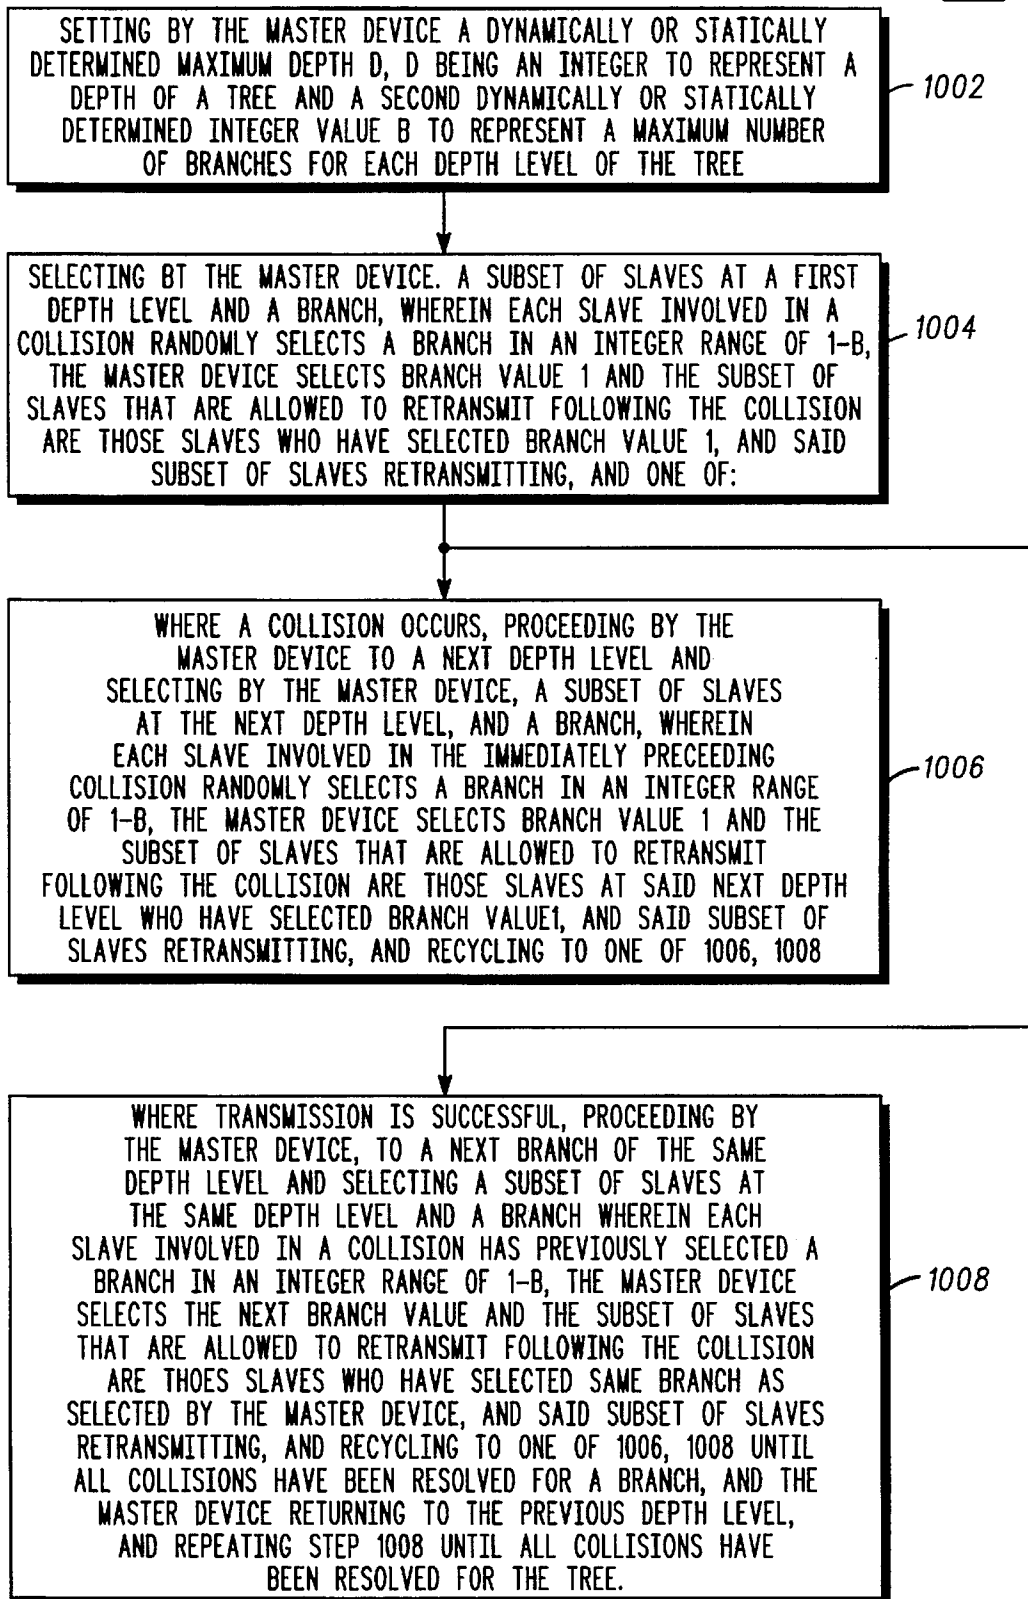 SETTING BY THE MASTER DEVICE A DYNAMICALLY OR STATICALLY
DETERMINED MAXIMUM DEPTH D, D BEING AN INTEGER TO REPRESENT A
DEPTH OF A TREE AND A SECOND DYNAMICALLY OR STATICALLY
DETERMINED INTEGER VALUE B TO REPRESENT A MAXIMUM NUMBER
OF BRANCHES FOR EACH DEPTH LEVEL OF THE TREE
1002
SELECTING BT THE MASTER DEVICE. A SUBSET OF SLAVES AT A FIRST
DEPTH LEVEL AND A BRANCH, WHEREIN EACH SLAVE INVOLVED IN A
COLLISION RANDOMLY SELECTS A BRANCH IN AN INTEGER RANGE OF 1-B,
THE MASTER DEVICE SELECTS BRANCH VALUE 1 AND THE SUBSET OF
SLAVES THAT ARE ALLOWED TO RETRANSMIT FOLLOWING THE COLLISION
ARE THOSE SLAVES WHO HAVE SELECTED BRANCH VALUE 1, AND SAID
SUBSET OF SLAVES RETRANSMITTING, AND ONE OF:
1004
WHERE A COLLISION OCCURS, PROCEEDING BY THE
MASTER DEVICE TO A NEXT DEPTH LEVEL AND
SELECTING BY THE MASTER DEVICE, A SUBSET OF SLAVES
AT THE NEXT DEPTH LEVEL, AND A BRANCH, WHEREIN
EACH SLAVE INVOLVED IN THE IMMEDIATELY PRECEEDING
COLLISION RANDOMLY SELECTS A BRANCH IN AN INTEGER RANGE
OF 1-B, THE MASTER DEVICE SELECTS BRANCH VALUE 1 AND THE
SUBSET OF SLAVES THAT ARE ALLOWED TO RETRANSMIT
FOLLOWING THE COLLISION ARE THOSE SLAVES AT SAID NEXT DEPTH
LEVEL WHO HAVE SELECTED BRANCH VALUE1, AND SAID SUBSET OF
SLAVES RETRANSMITTING, AND RECYCLING TO ONE OF 1006, 1008
1006
WHERE TRANSMISSION IS SUCCESSFUL, PROCEEDING BY
THE MASTER DEVICE, TO A NEXT BRANCH OF THE SAME
DEPTH LEVEL AND SELECTING A SUBSET OF SLAVES AT
THE SAME DEPTH LEVEL AND A BRANCH WHEREIN EACH
SLAVE INVOLVED IN A COLLISION HAS PREVIOUSLY SELECTED A
BRANCH IN AN INTEGER RANGE OF 1-B, THE MASTER DEVICE
SELECTS THE NEXT BRANCH VALUE AND THE SUBSET OF SLAVES
THAT ARE ALLOWED TO RETRANSMIT FOLLOWING THE COLLISION
ARE THOES SLAVES WHO HAVE SELECTED SAME BRANCH AS
SELECTED BY THE MASTER DEVICE, AND SAID SUBSET OF SLAVES
RETRANSMITTING, AND RECYCLING TO ONE OF 1006, 1008 UNTIL
ALL COLLISIONS HAVE BEEN RESOLVED FOR A BRANCH, AND THE
MASTER DEVICE RETURNING TO THE PREVIOUS DEPTH LEVEL,
AND REPEATING STEP 1008 UNTIL ALL COLLISIONS HAVE
BEEN RESOLVED FOR THE TREE.
1008